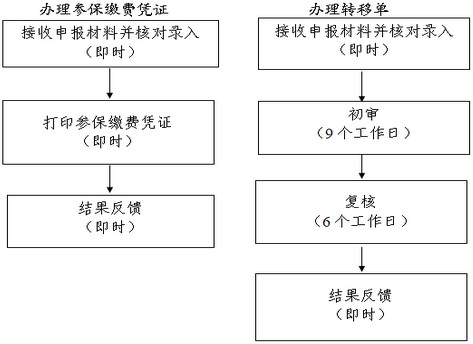 办理参保缴费凭证
接收申报材料并核对录入
（即时）
打印参保缴费凭证
（即时）
结果反馈
（即时）
办理转移单
接收申报材料并核对录入
（即时）
初审
（9个工作日）
复核
（6个工作日）
结果反馈
（即时）